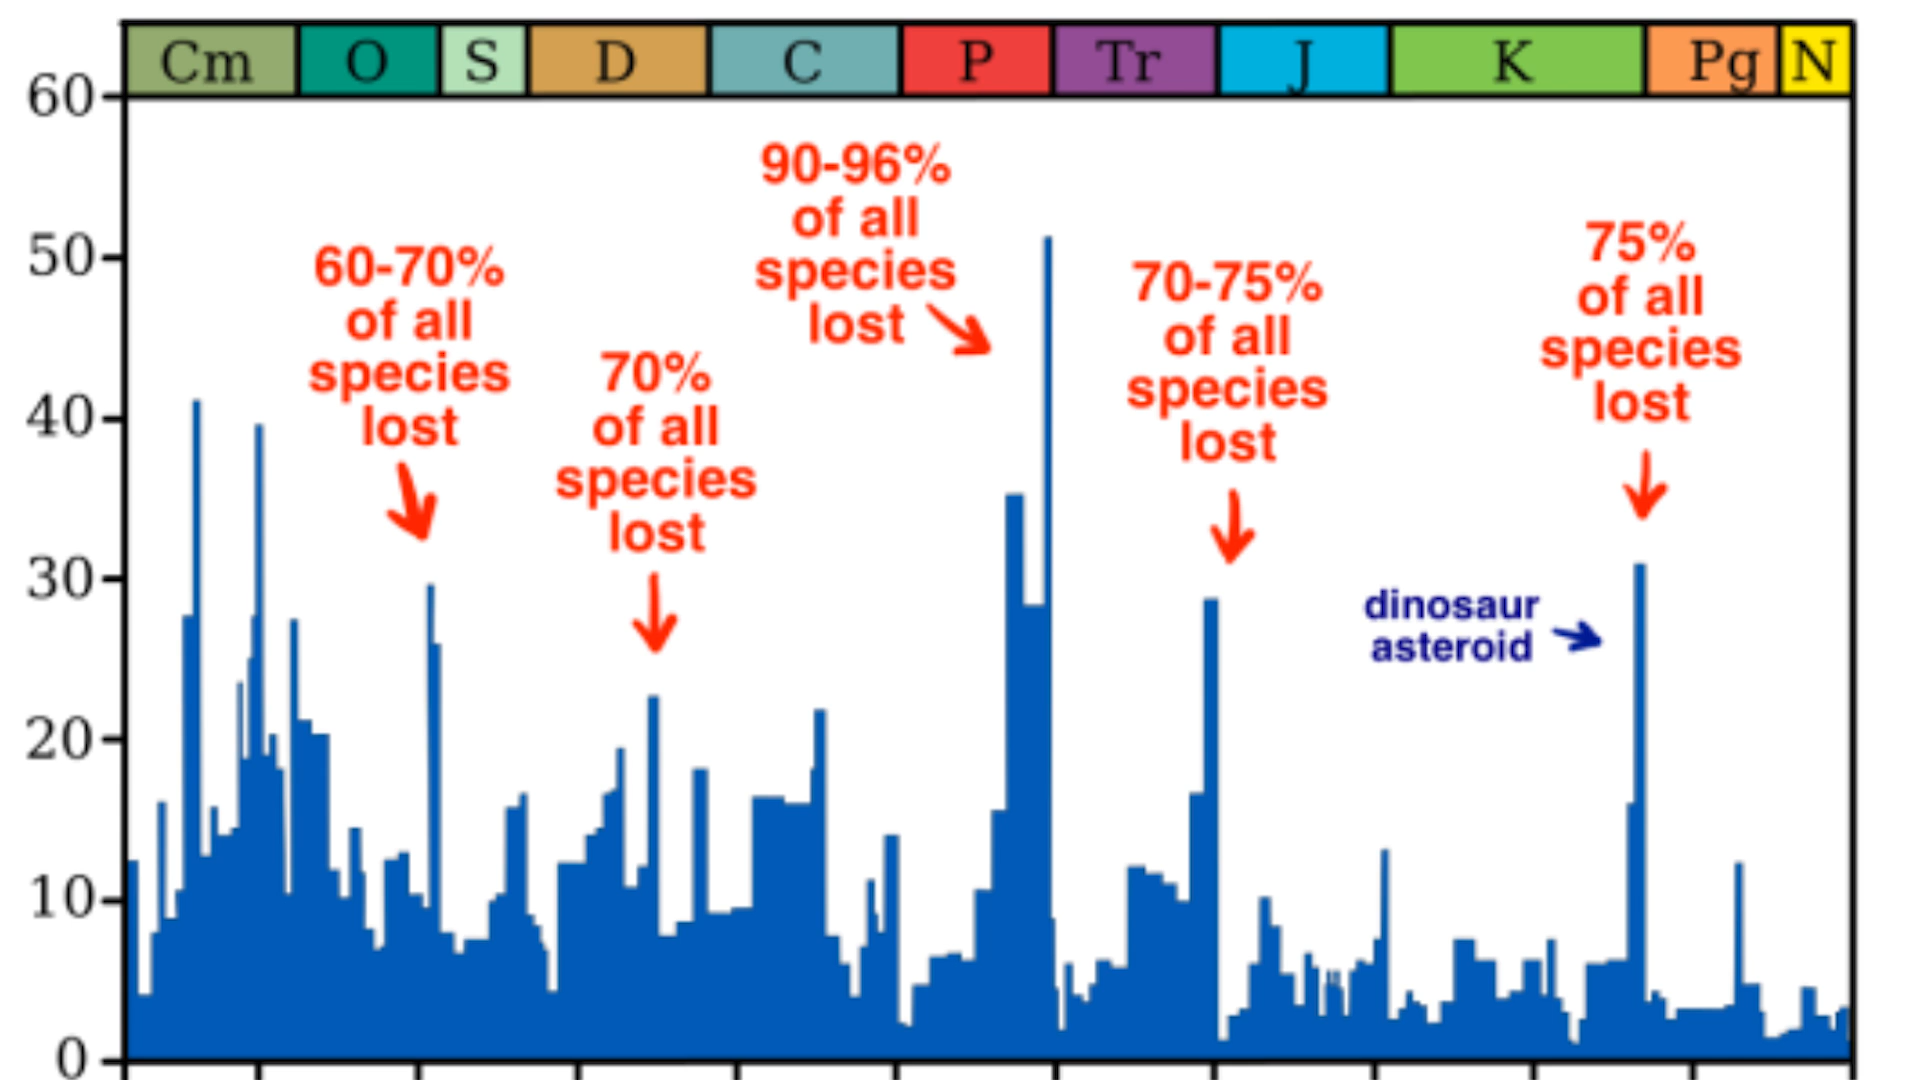 Cm O S D C P Tr J K Pg N
60
50
40
30
20
10
0
60-70%
of all
species
lost
70%
of all
species
lost
90-96%
of all
species
lost
70-75%
of all
species
lost
75%
of all
species
lost
dinosaur
asteroid